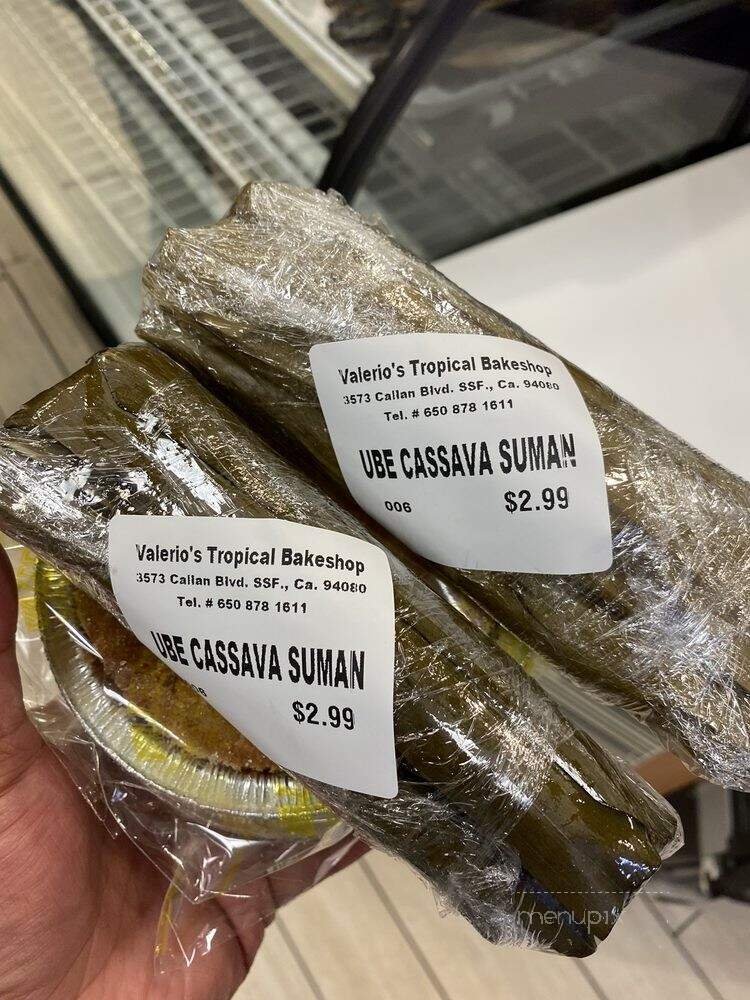 Valerio's Tropical Bakeshop
3573 Callan Blvd. SSF., Ca. 94080
Tel. # 650 878 1611
UBE CASSAVA SUMAN
006
$2.99
Valerio's Tropical Bakeshop
3573 Callan Blvd. SSF., Ca. 94080
Tel. # 650 878 1611
UBE CASSAVA SUMAN
$2.99